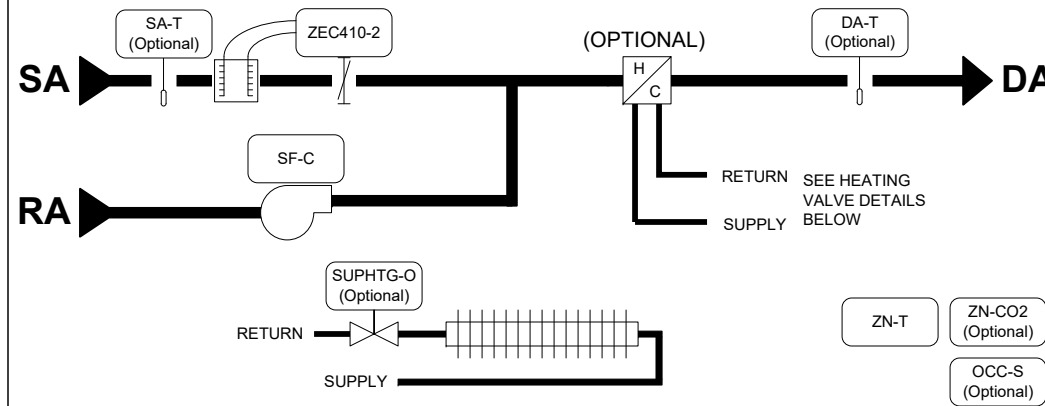 SA-T
(Optional)
ZEC410-2
(OPTIONAL)
DA-T
(Optional)
SA
H
C
DA
SF-C
RA
RETURN
SUPPLY
SEE HEATING
VALVE DETAILS
BELOW
SUPHTG-O
(Optional)
RETURN
SUPPLY
ZN-T
ZN-CO2
(Optional)
OCC-S
(Optional)